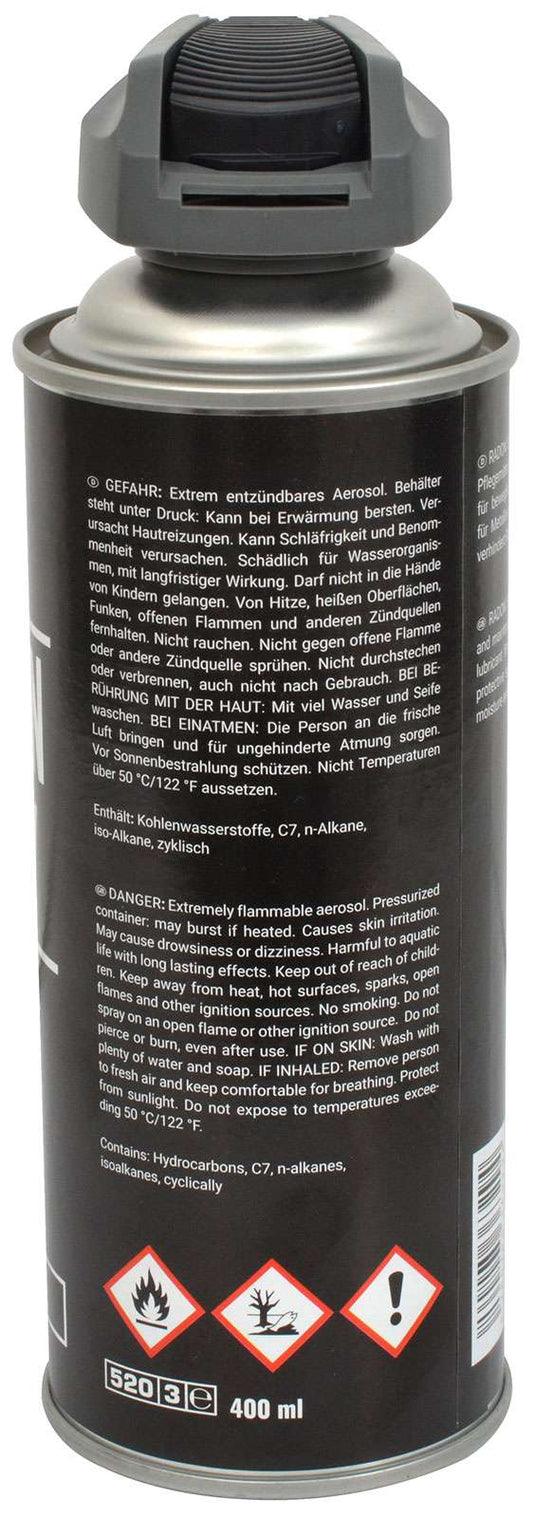 Ⓓ GEFAHR: Extrem entzündbares Aerosol. Behälter
steht unter Druck: Kann bei Erwärmung bersten. Ver-
ursacht Hautreizungen. Kann Schläfrigkeit und Benom-
menheit verursachen. Schädlich für Wasserorganis-
men, mit langfristiger Wirkung. Darf nicht in die Hände
von Kindern gelangen. Von Hitze, heißen Oberflächen,
Funken, offenen Flammen und anderen Zündquellen
fernhalten. Nicht rauchen. Nicht gegen offene Flamme
oder andere Zündquelle sprühen. Nicht durchstechen
oder verbrennen, auch nicht nach Gebrauch. BEI BE-
RÜHRUNG MIT DER HAUT: Mit viel Wasser und Seife
waschen. BEI EINATMEN: Die Person an die frische
Luft bringen und für ungehinderte Atmung sorgen.
Vor Sonnenbestrahlung schützen. Nicht Temperaturen
über 50 °C/122 °F aussetzen.
Enthält: Kohlenwasserstoffe, C7, n-Alkane,
iso-Alkane, zyklisch
GB DANGER: Extremely flammable aerosol. Pressurized
container: may burst if heated. Causes skin irritation.
May cause drowsiness or dizziness. Harmful to aquatic
life with long lasting effects. Keep out of reach of child-
ren. Keep away from heat, hot surfaces, sparks, open
flames and other ignition sources. No smoking. Do not
spray on an open flame or other ignition source. Do not
pierce or burn, even after use. IF ON SKIN: Wash with
plenty of water and soap. IF INHALED: Remove person
to fresh air and keep comfortable for breathing. Protect
from sunlight. Do not expose to temperatures excee-
ding 50 °C/122 °F.
Contains: Hydrocarbons, C7, n-alkanes,
isoalkanes, cyclically
520 3 e 400 ml
N
Ⓓ RADON
für
für
GB RADON
and
lubricant
protective
moisture